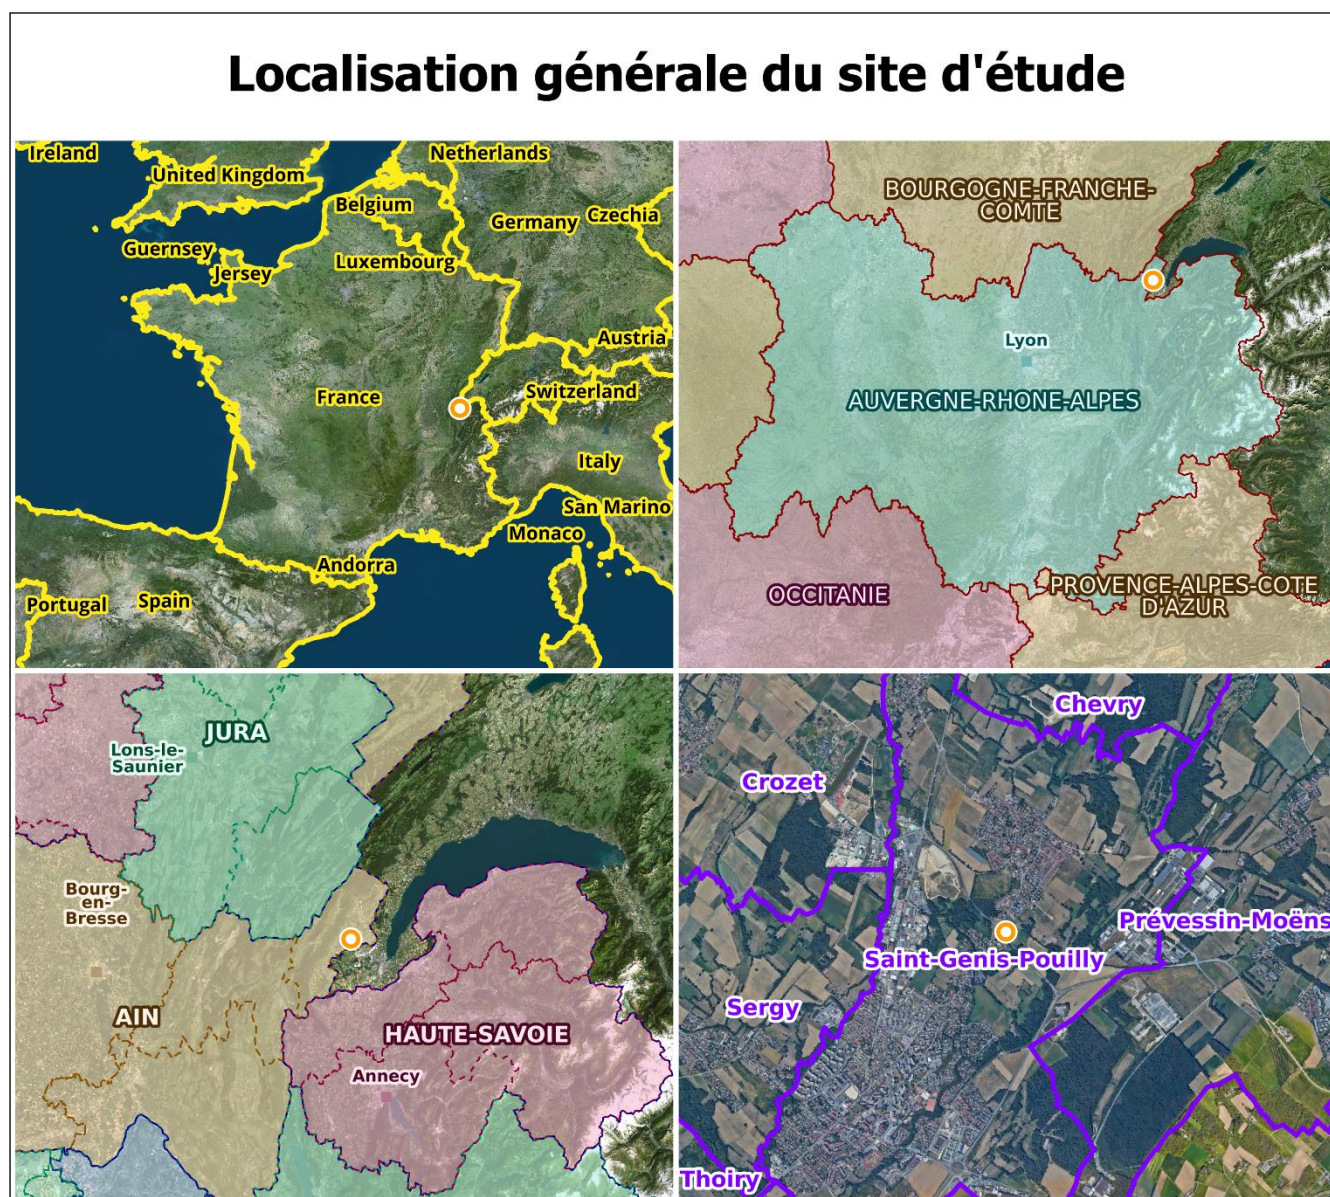 Localisation générale du site d'étude
Ireland
United Kingdom
Netherlands
Belgium
Germany
Czechia
Guernsey
Jersey
Luxembourg
Austria
France
Switzerland
Italy
San Marino
Monaco
Andorra
Portugal
Spain
BOURGOGNE-FRANCHE-
COMTE
Lyon
AUVERGNE-RHONE-ALPES
OCCITANIE
PROVENCE-ALPES-COTE
D'AZUR
JURA
Lons-le-
Saunier
Bourg-
en-
Bresse
AIN
HAUTE-SAVOIE
Annecy
Chevry
Crozet
Prévessin-Moëns
Saint-Genis-Pouilly
Sergy
Thoiry